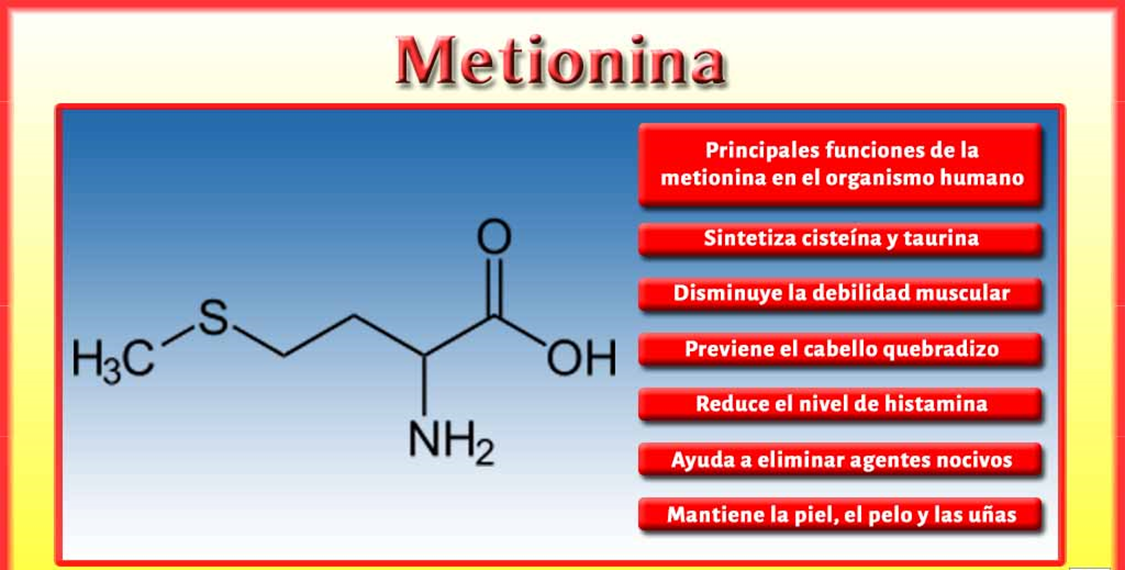 Metionina
Principales funciones de la
metionina en el organismo humano
Sintetiza cisteína y taurina
Disminuye la debilidad muscular
Previene el cabello quebradizo
Reduce el nivel de histamina
Ayuda a eliminar agentes nocivos
Mantiene la piel, el pelo y las uñas
O
S
H₃C
OH
NH₂